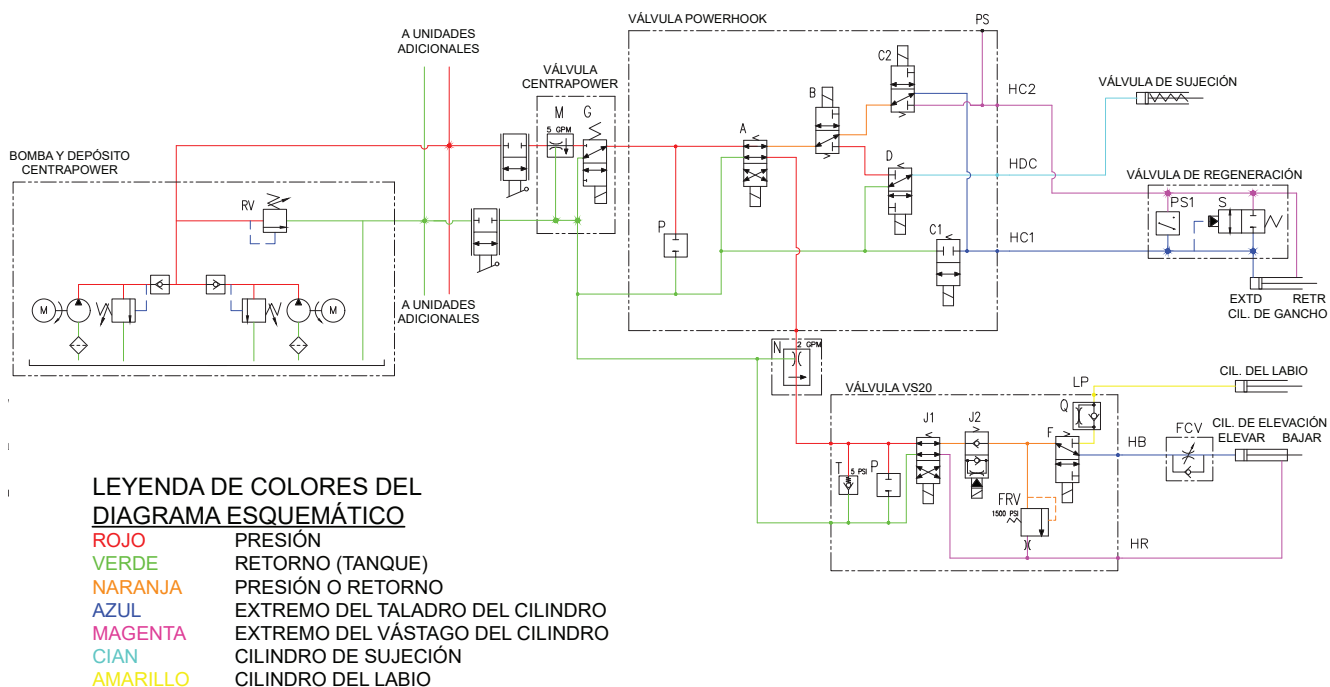 A UNIDADES
ADICIONALES
VÁLVULA POWERHOOK
PS
VÁLVULA
CENTRAPOWER
C2
VÁLVULA DE SUJECIÓN
HC2
M
G
B
5 GPM
A
BOMBA Y DEPÓSITO
CENTRAPOWER
D
HDC
VÁLVULA DE REGENERACIÓN
RV
PS1
S
P
C1
HC1
M
M
A UNIDADES
ADICIONALES
EXTD
RETR
CIL. DE GANCHO
N
2 GPM
VÁLVULA VS20
LP
CIL. DEL LABIO
Q
J1
J2
F
HB
FCV
CIL. DE ELEVACIÓN
ELEVAR
BAJAR
T
5 PSI
P
FRV
1500 PSI
HR
LEYENDA DE COLORES DEL
DIAGRAMA ESQUEMÁTICO
ROJO PRESIÓN
VERDE RETORNO (TANQUE)
NARANJA PRESIÓN O RETORNO
AZUL EXTREMO DEL TALADRO DEL CILINDRO
MAGENTA EXTREMO DEL VÁSTAGO DEL CILINDRO
CIAN CILINDRO DE SUJECIÓN
AMARILLO CILINDRO DEL LABIO